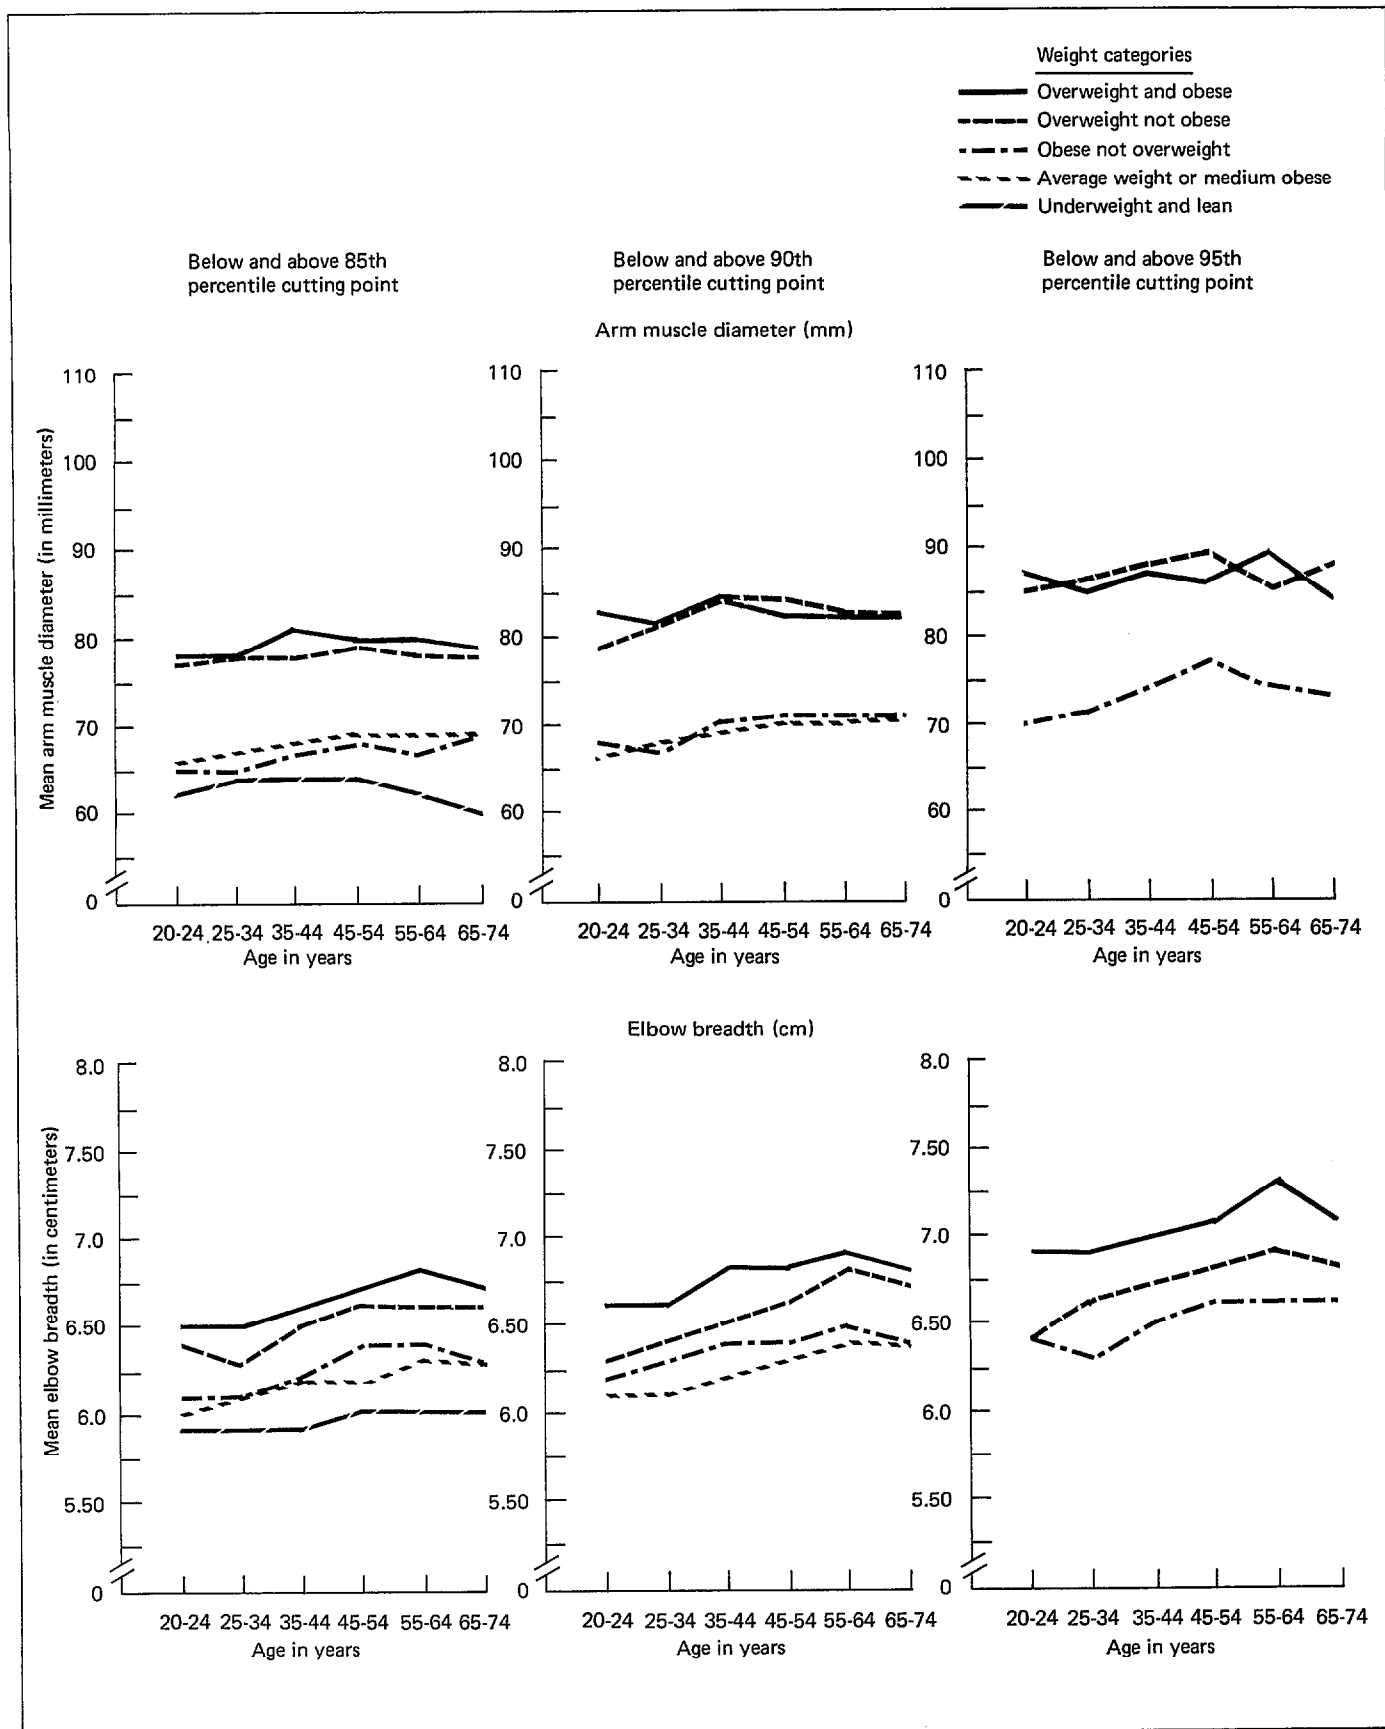 Weight categories
Overweight and obese
Overweight not obese
Obese not overweight
Average weight or medium obese
Underweight and lean
Below and above 85th
percentile cutting point
Below and above 90th
percentile cutting point
Below and above 95th
percentile cutting point
Arm muscle diameter (mm)
Mean arm muscle diameter (in millimeters)
110
100
90
80
70
60
0
20-24 25-34 35-44 45-54 55-64 65-74
Age in years
110
100
90
80
70
60
0
20-24 25-34 35-44 45-54 55-64 65-74
Age in years
110
100
90
80
70
60
0
20-24 25-34 35-44 45-54 55-64 65-74
Age in years
Elbow breadth (cm)
Mean elbow breadth (in centimeters)
8.0
7.50
7.0
6.50
6.0
5.50
0
20-24 25-34 35-44 45-54 55-64 65-74
Age in years
8.0
7.50
7.0
6.50
6.0
5.50
0
20-24 25-34 35-44 45-54 55-64 65-74
Age in years
8.0
7.50
7.0
6.50
6.0
5.50
0
20-24 25-34 35-44 45-54 55-64 65-74
Age in years